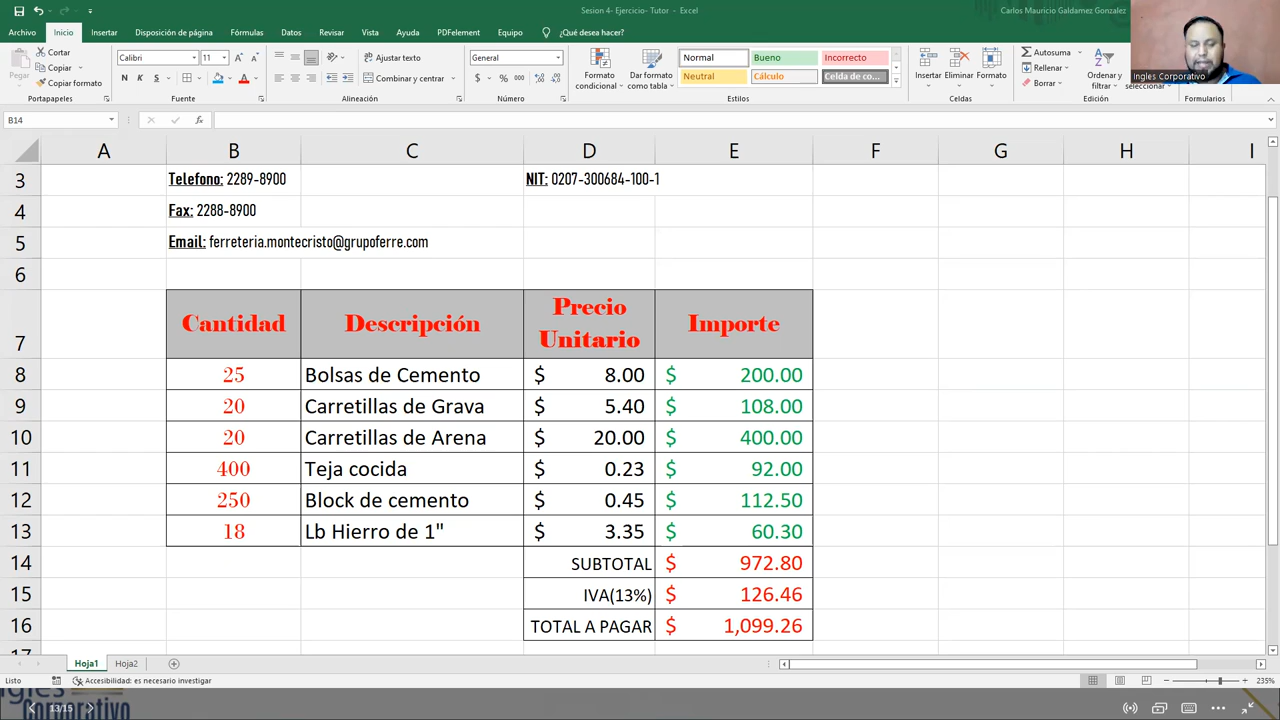 Sesion 4- Ejercicio- Tutor - Excel
Carlos Mauricio Galdamez Gonzalez
Archivo Inicio Insertar Disposición de página Fórmulas Datos Revisar Vista Ayuda PDFelement Equipo ¿Qué desea hacer?
Pegar
Cortar
Copiar
Copiar formato
Portapapeles
Calibri 11
N K S
Fuente
Ajustar texto
Combinar y centrar
Alineación
General
$ % 000
Número
Formato condicional
Dar formato como tabla
Normal Bueno Incorrecto
Neutral Cálculo Celda de co...
Estilos
Insertar Eliminar Formato
Celdas
Autosuma
Rellenar
Borrar
Ordenar y filtrar
seleccionar
Edición
Formularios
Ingles Corporativo
B14 fx
A B C D E F G H I
3 Telefono: 2289-8900 NIT: 0207-300684-100-1
4 Fax: 2288-8900
5 Email: ferreteria.montecristo@grupoferre.com
6
7 Cantidad Descripción Precio Unitario Importe
8 25 Bolsas de Cemento $ 8.00 $ 200.00
9 20 Carretillas de Grava $ 5.40 $ 108.00
10 20 Carretillas de Arena $ 20.00 $ 400.00
11 400 Teja cocida $ 0.23 $ 92.00
12 250 Block de cemento $ 0.45 $ 112.50
13 18 Lb Hierro de 1" $ 3.35 $ 60.30
14 SUBTOTAL $ 972.80
15 IVA(13%) $ 126.46
16 TOTAL A PAGAR $ 1,099.26
17
Hoja1 Hoja2
Listo Accesibilidad: es necesario investigar 235%
Ingles
Corporativo
13/15